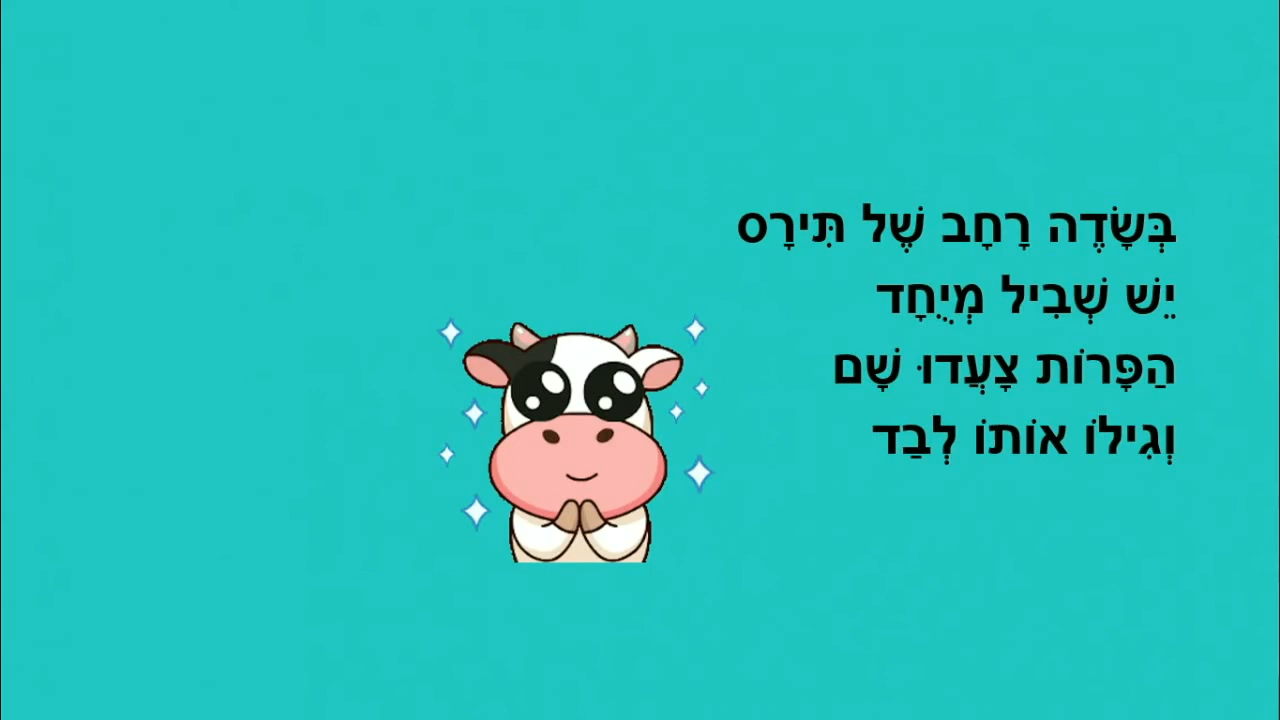 בְּשָׂדֶה רָחָב שֶׁל תִּירָס
יֵשׁ שְׁבִיל מְיֻחָד
הַפָּרוֹת צָעֲדוּ שָׁם
וְגִילוֹ אוֹתוֹ לְבַד